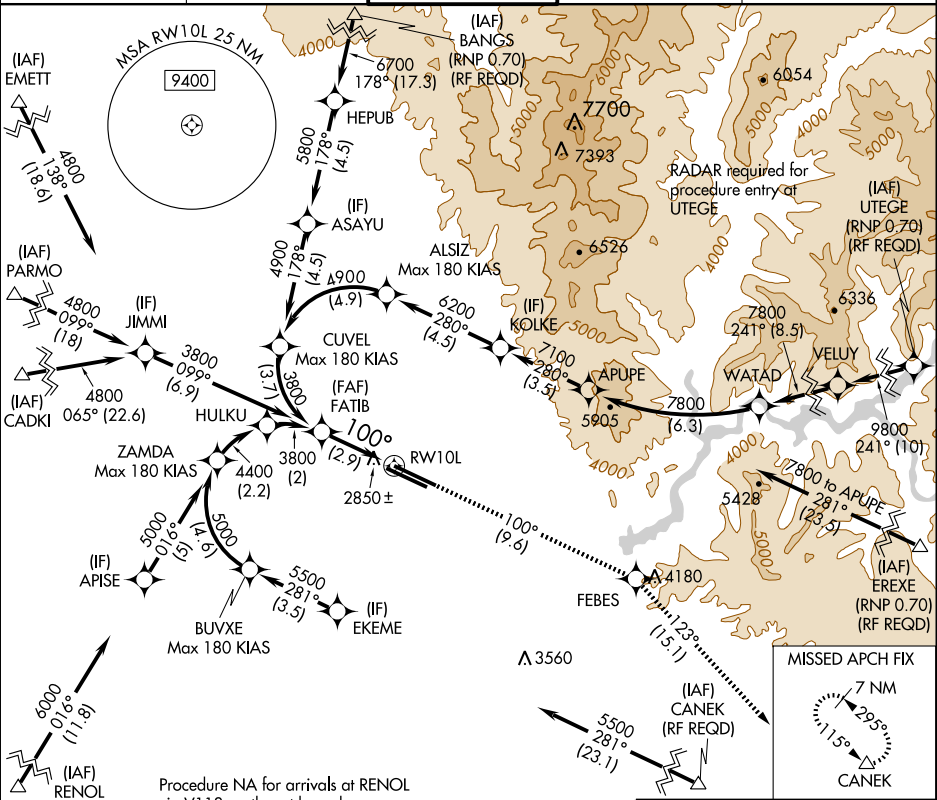 MSA RW10L 25 NM
9400
(IAF)
BANGS
(RNP 0.70)
(RF REQD)
4000
6700
178° (17.3)
HEPUB
5800
178°
(4.5)
(IF)
ASAYU
4900
178°
(4.5)
(IAF)
EMETT
4800
138°
(18.6)
(IAF)
PARMO
4800
099°
(18)
(IF)
JIMMI
3800
099°
(6.9)
(IAF)
CADKI
4800
065° (22.6)
ALSIZ
Max 180 KIAS
4900
(4.9)
CUVEL
Max 180 KIAS
3800
(3.7)
6200
280°
(4.5)
(IF)
KOLKE
7100
280°
(3.5)
APUPE
5905
7800
(6.3)
WATAD
7800
241° (8.5)
VELUY
9800
241° (10)
(IAF)
UTEGE
(RNP 0.70)
(RF REQD)
RADAR required for
procedure entry at
UTEGE
6000
5000
7700
7393
6526
6054
4000
5000
4000
6336
5000
5000
4000
4000
5428
5000
7800 to APUPE
281°
(23.5)
(IAF)
EREXE
(RNP 0.70)
(RF REQD)
HULKU
(FAF)
FATIB
100°
(2.9)
RW10L
2850 ±
ZAMDA
Max 180 KIAS
4400
(2.2)
3800
(2)
5000
(4.6)
5000
016°
(5)
(IF)
APISE
BUVXE
Max 180 KIAS
5500
281°
(3.5)
(IF)
EKEME
100°
(9.6)
FEBES
4180
123°
(15.1)
3560
5500
281°
(23.1)
(IAF)
CANEK
(RF REQD)
6000
016°
(11.8)
(IAF)
RENOL
Procedure NA for arrivals at RENOL
MISSED APCH FIX
7 NM
295°
115°
CANEK